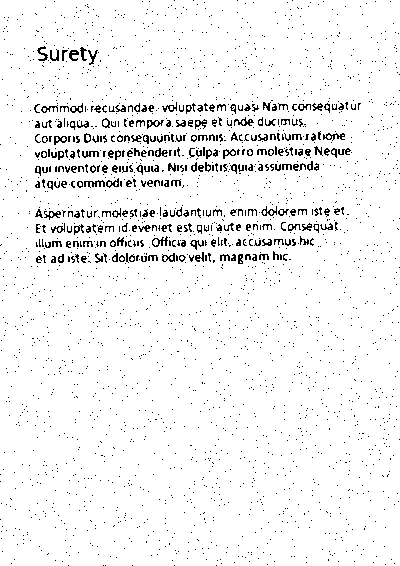 Surety
Commodi recusandae. voluptatem quasi Nam consequatur
aut aliqua. Qui tempora saepe et unde ducimus.
Corporis Duis consequuntur omnis. Accusantium ratione
voluptatum reprehenderit. Culpa porro molestiae Neque
qui inventore eius quia. Nisi debitis quia assumenda
atque commodi et veniam.
Aspernatur molestiae laudantium, enim dolorem iste et.
Et voluptatem id eveniet est qui aute enim. Consequat.
illum enim in officiis. Officia qui elit, accusamus hic
et ad iste. Sit dolorum odio velit, magnam hic.